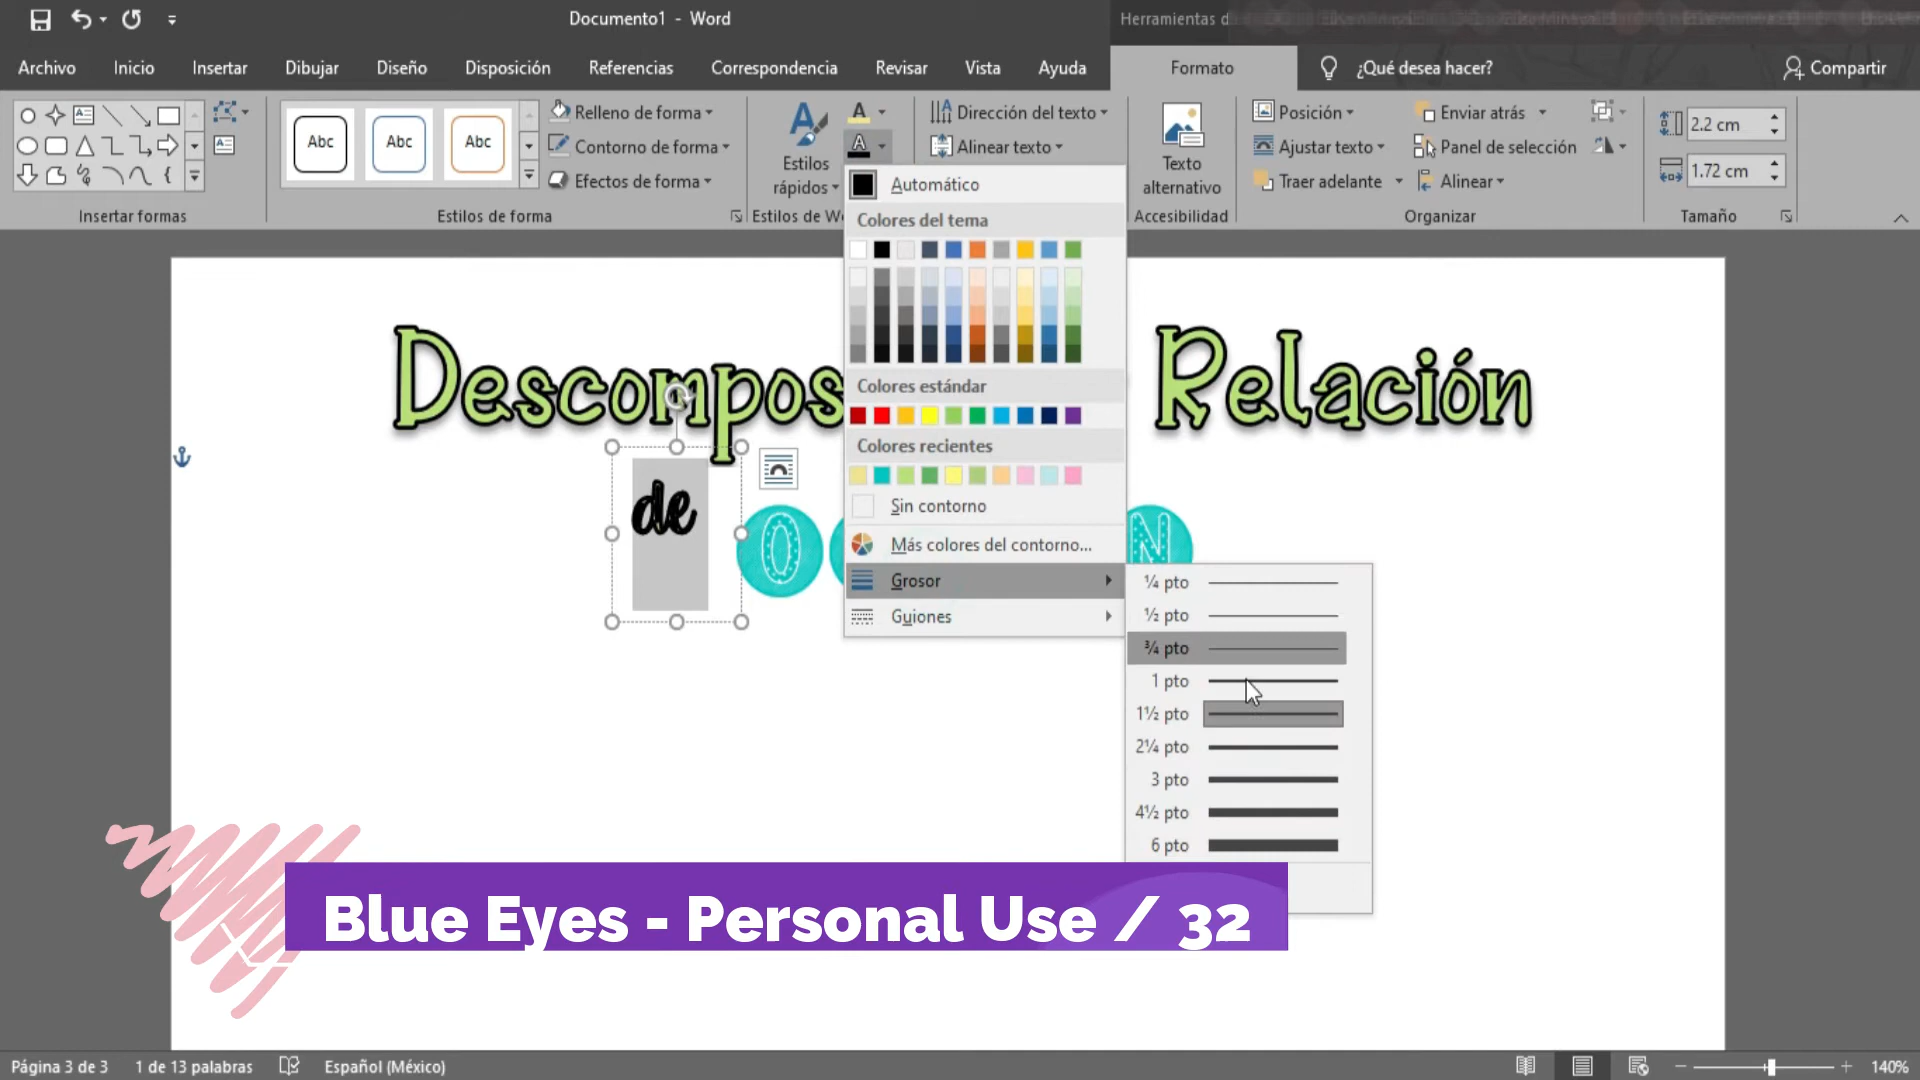 Documento1 - Word
Herramientas d
Archivo Inicio Insertar Dibujar Diseño Disposición Referencias Correspondencia Revisar Vista Ayuda Formato ¿Qué desea hacer? Compartir
Abc Abc Abc
Relleno de forma
Contorno de forma
Efectos de forma
Estilos rápidos
Dirección del texto
Alinear texto
Texto alternativo
Posición
Ajustar texto
Traer adelante
Enviar atrás
Panel de selección
Alinear
2.2 cm
1.72 cm
Insertar formas Estilos de forma Estilos de W Accesibilidad Organizar Tamaño
Automático
Colores del tema
Colores estándar
Colores recientes
Sin contorno
Más colores del contorno...
Grosor
Guiones
¼ pto
½ pto
¾ pto
1 pto
1½ pto
2¼ pto
3 pto
4½ pto
6 pto
Descompos Relación
de
O N
Blue Eyes - Personal Use / 32
Página 3 de 3 1 de 13 palabras Español (México) 140%